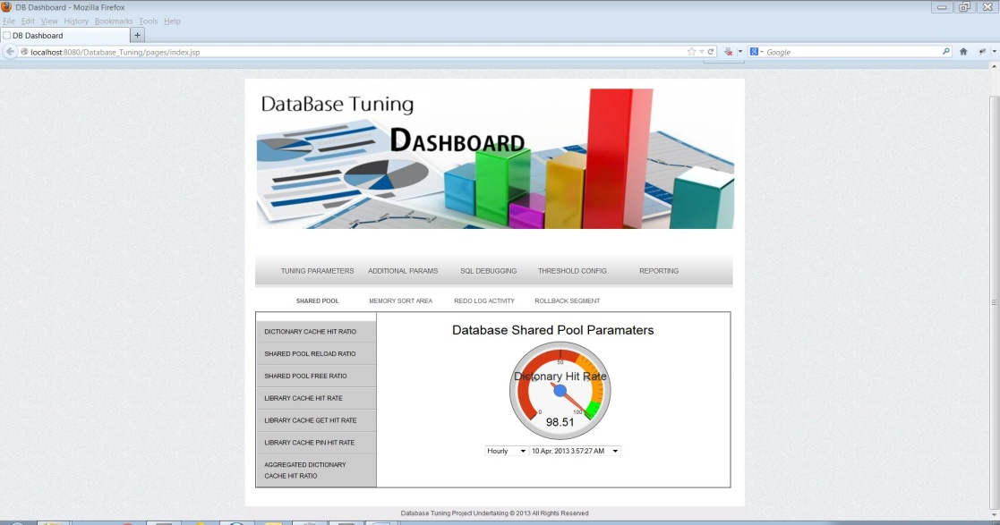 DB Dashboard - Mozilla Firefox
File Edit View History Bookmarks Tools Help
DB Dashboard +
localhost:8080/Database_Tuning/pages/index.jsp
Google
DataBase Tuning
DASHBOARD
TUNING PARAMETERS ADDITIONAL PARAMS SQL DEBUGGING THRESHOLD CONFIG. REPORTING
SHARED POOL MEMORY SORT AREA REDO LOG ACTIVITY ROLLBACK SEGMENT
DICTIONARY CACHE HIT RATIO
SHARED POOL RELOAD RATIO
SHARED POOL FREE RATIO
LIBRARY CACHE HIT RATE
LIBRARY CACHE GET HIT RATE
LIBRARY CACHE PIN HIT RATE
AGGREGATED DICTIONARY
CACHE HIT RATIO
Database Shared Pool Paramaters
50
Dictonary Hit Rate
0 100
98.51
Hourly 10 Apr, 2013 3:57:27 AM
Database Tuning Project Undertaking © 2013 All Rights Reserved